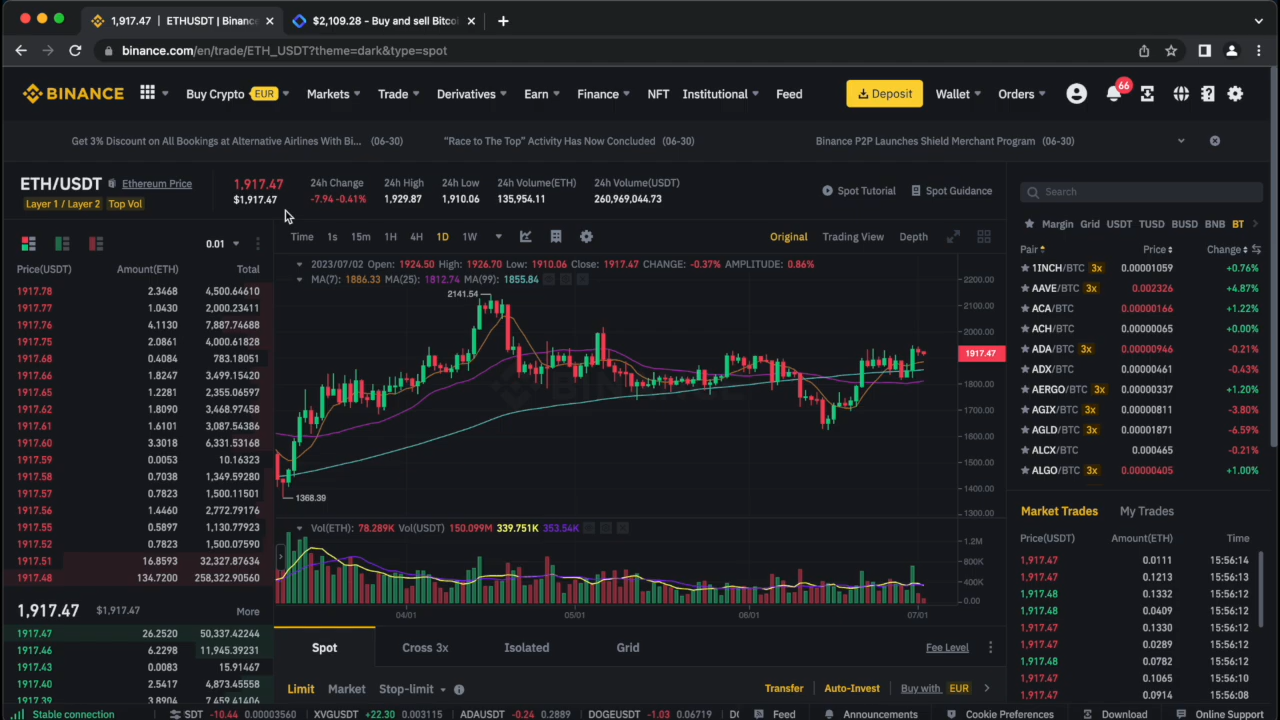 1,917.47 | ETHUSDT | Binance
$2,109.28 - Buy and sell Bitcoi
binance.com/en/trade/ETH_USDT?theme=dark&type=spot
BINANCE
Buy Crypto EUR
Markets
Trade
Derivatives
Earn
Finance
NFT
Institutional
Feed
Deposit
Wallet
Orders
66
Get 3% Discount on All Bookings at Alternative Airlines With Bi... (06-30)
“Race to The Top” Activity Has Now Concluded (06-30)
Binance P2P Launches Shield Merchant Program (06-30)
ETH/USDT Ethereum Price
Layer 1 / Layer 2 Top Vol
1,917.47
$1,917.47
24h Change
-7.94 -0.41%
24h High
1,929.87
24h Low
1,910.06
24h Volume(ETH)
135,954.11
24h Volume(USDT)
260,969,044.73
Spot Tutorial
Spot Guidance
0.01
Price(USDT) Amount(ETH) Total
1917.78 2.3468 4,500.64610
1917.77 1.0430 2,000.23411
1917.76 4.1130 7,887.74688
1917.75 2.0861 4,000.61828
1917.68 0.4084 783.18051
1917.66 1.8247 3,499.15420
1917.65 1.2281 2,355.06597
1917.62 1.8090 3,468.97458
1917.61 1.6101 3,087.54386
1917.60 3.3018 6,331.53168
1917.59 0.0053 10.16323
1917.58 0.7038 1,349.59280
1917.57 0.7823 1,500.11501
1917.56 1.4460 2,772.79176
1917.55 0.5897 1,130.77923
1917.52 0.7823 1,500.07590
1917.51 16.8593 32,327.87634
1917.48 134.7200 258,322.90560
1,917.47 $1,917.47 More
1917.47 26.2520 50,337.42244
1917.46 6.2298 11,945.39231
1917.43 0.0083 15.91467
1917.40 2.5417 4,873.45558
1917.39 3.8904 7,459.41406
Time 1s 15m 1H 4H 1D 1W
Original Trading View Depth
2023/07/02 Open: 1924.50 High: 1926.70 Low: 1910.06 Close: 1917.47 CHANGE: -0.37% AMPLITUDE: 0.86%
MA(7): 1886.33 MA(25): 1812.74 MA(99): 1855.84
2141.54
1368.39
2200.00
2100.00
2000.00
1917.47
1800.00
1700.00
1600.00
1500.00
1400.00
1300.00
Vol(ETH): 78.289K Vol(USDT) 150.099M 339.751K 353.54K
1.2M
800K
400K
0.00
04/01 05/01 06/01 07/01
Spot Cross 3x Isolated Grid Fee Level
Limit Market Stop-limit Transfer Auto-Invest Buy with EUR
Search
Margin Grid USDT TUSD BUSD BNB BT
Pair Price Change
1INCH/BTC 3x 0.00001059 +0.76%
AAVE/BTC 3x 0.002326 +4.87%
ACA/BTC 0.00000166 +1.22%
ACH/BTC 0.00000065 +0.00%
ADA/BTC 3x 0.00000946 -0.21%
ADX/BTC 0.00000461 -0.43%
AERGO/BTC 3x 0.00000337 +1.20%
AGIX/BTC 3x 0.00000811 -3.80%
AGLD/BTC 3x 0.00001871 -6.59%
ALCX/BTC 0.000465 -0.21%
ALGO/BTC 3x 0.00000405 +1.00%
Market Trades My Trades
Price(USDT) Amount(ETH) Time
1,917.47 0.0111 15:56:14
1,917.47 0.1213 15:56:13
1,917.48 0.1332 15:56:12
1,917.48 0.0409 15:56:12
1,917.47 0.1330 15:56:12
1,917.47 0.0289 15:56:12
1,917.48 0.0782 15:56:12
1,917.47 0.1065 15:56:10
1,917.47 0.0914 15:56:08
Stable connection
SDT -10.44 0.00003560 XVGUSDT +22.30 0.003115 ADAUSDT -0.24 0.2889 DOGEUSDT -1.03 0.06719
Feed Announcements Cookie Preferences Download Online Support